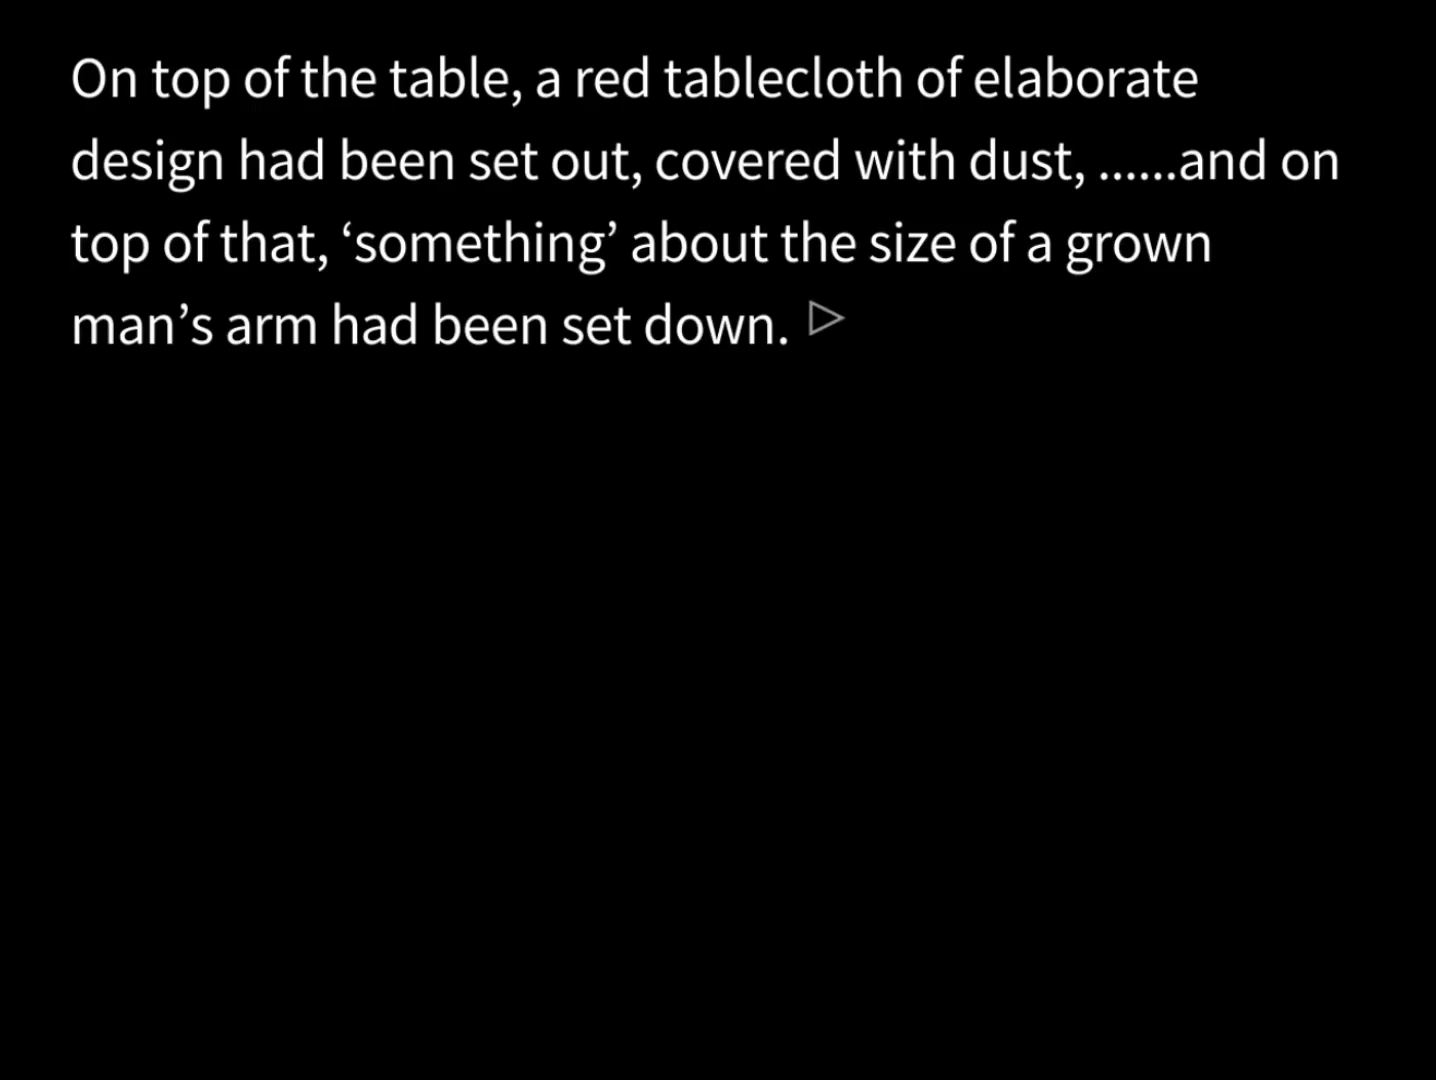 On top of the table, a red tablecloth of elaborate
design had been set out, covered with dust, ......and on
top of that, ‘something’ about the size of a grown
man’s arm had been set down.